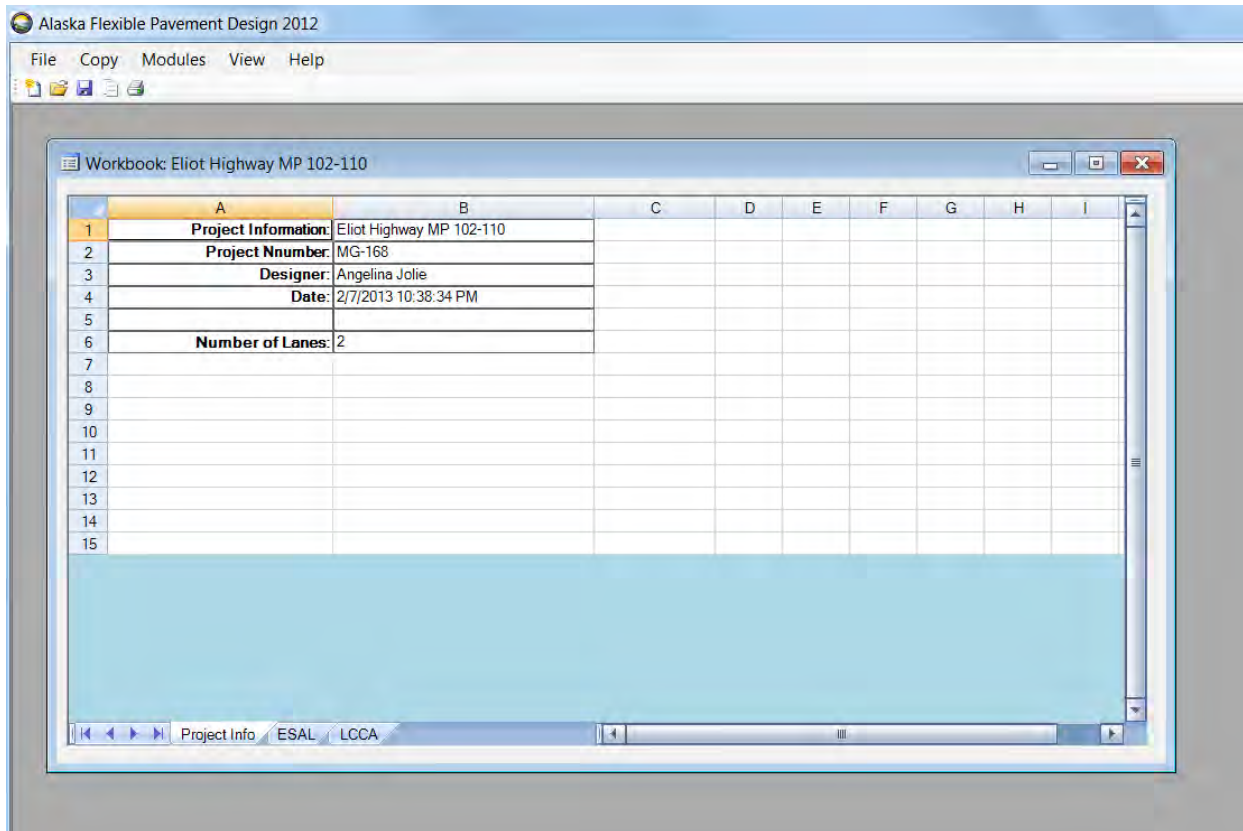 Alaska Flexible Pavement Design 2012
File Copy Modules View Help
Workbook: Eliot Highway MP 102-110
A B C D E F G H I
1 Project Information: Eliot Highway MP 102-110
2 Project Nnumber: MG-168
3 Designer: Angelina Jolie
4 Date: 2/7/2013 10:38:34 PM
5
6 Number of Lanes: 2
7
8
9
10
11
12
13
14
15
Project Info ESAL LCCA